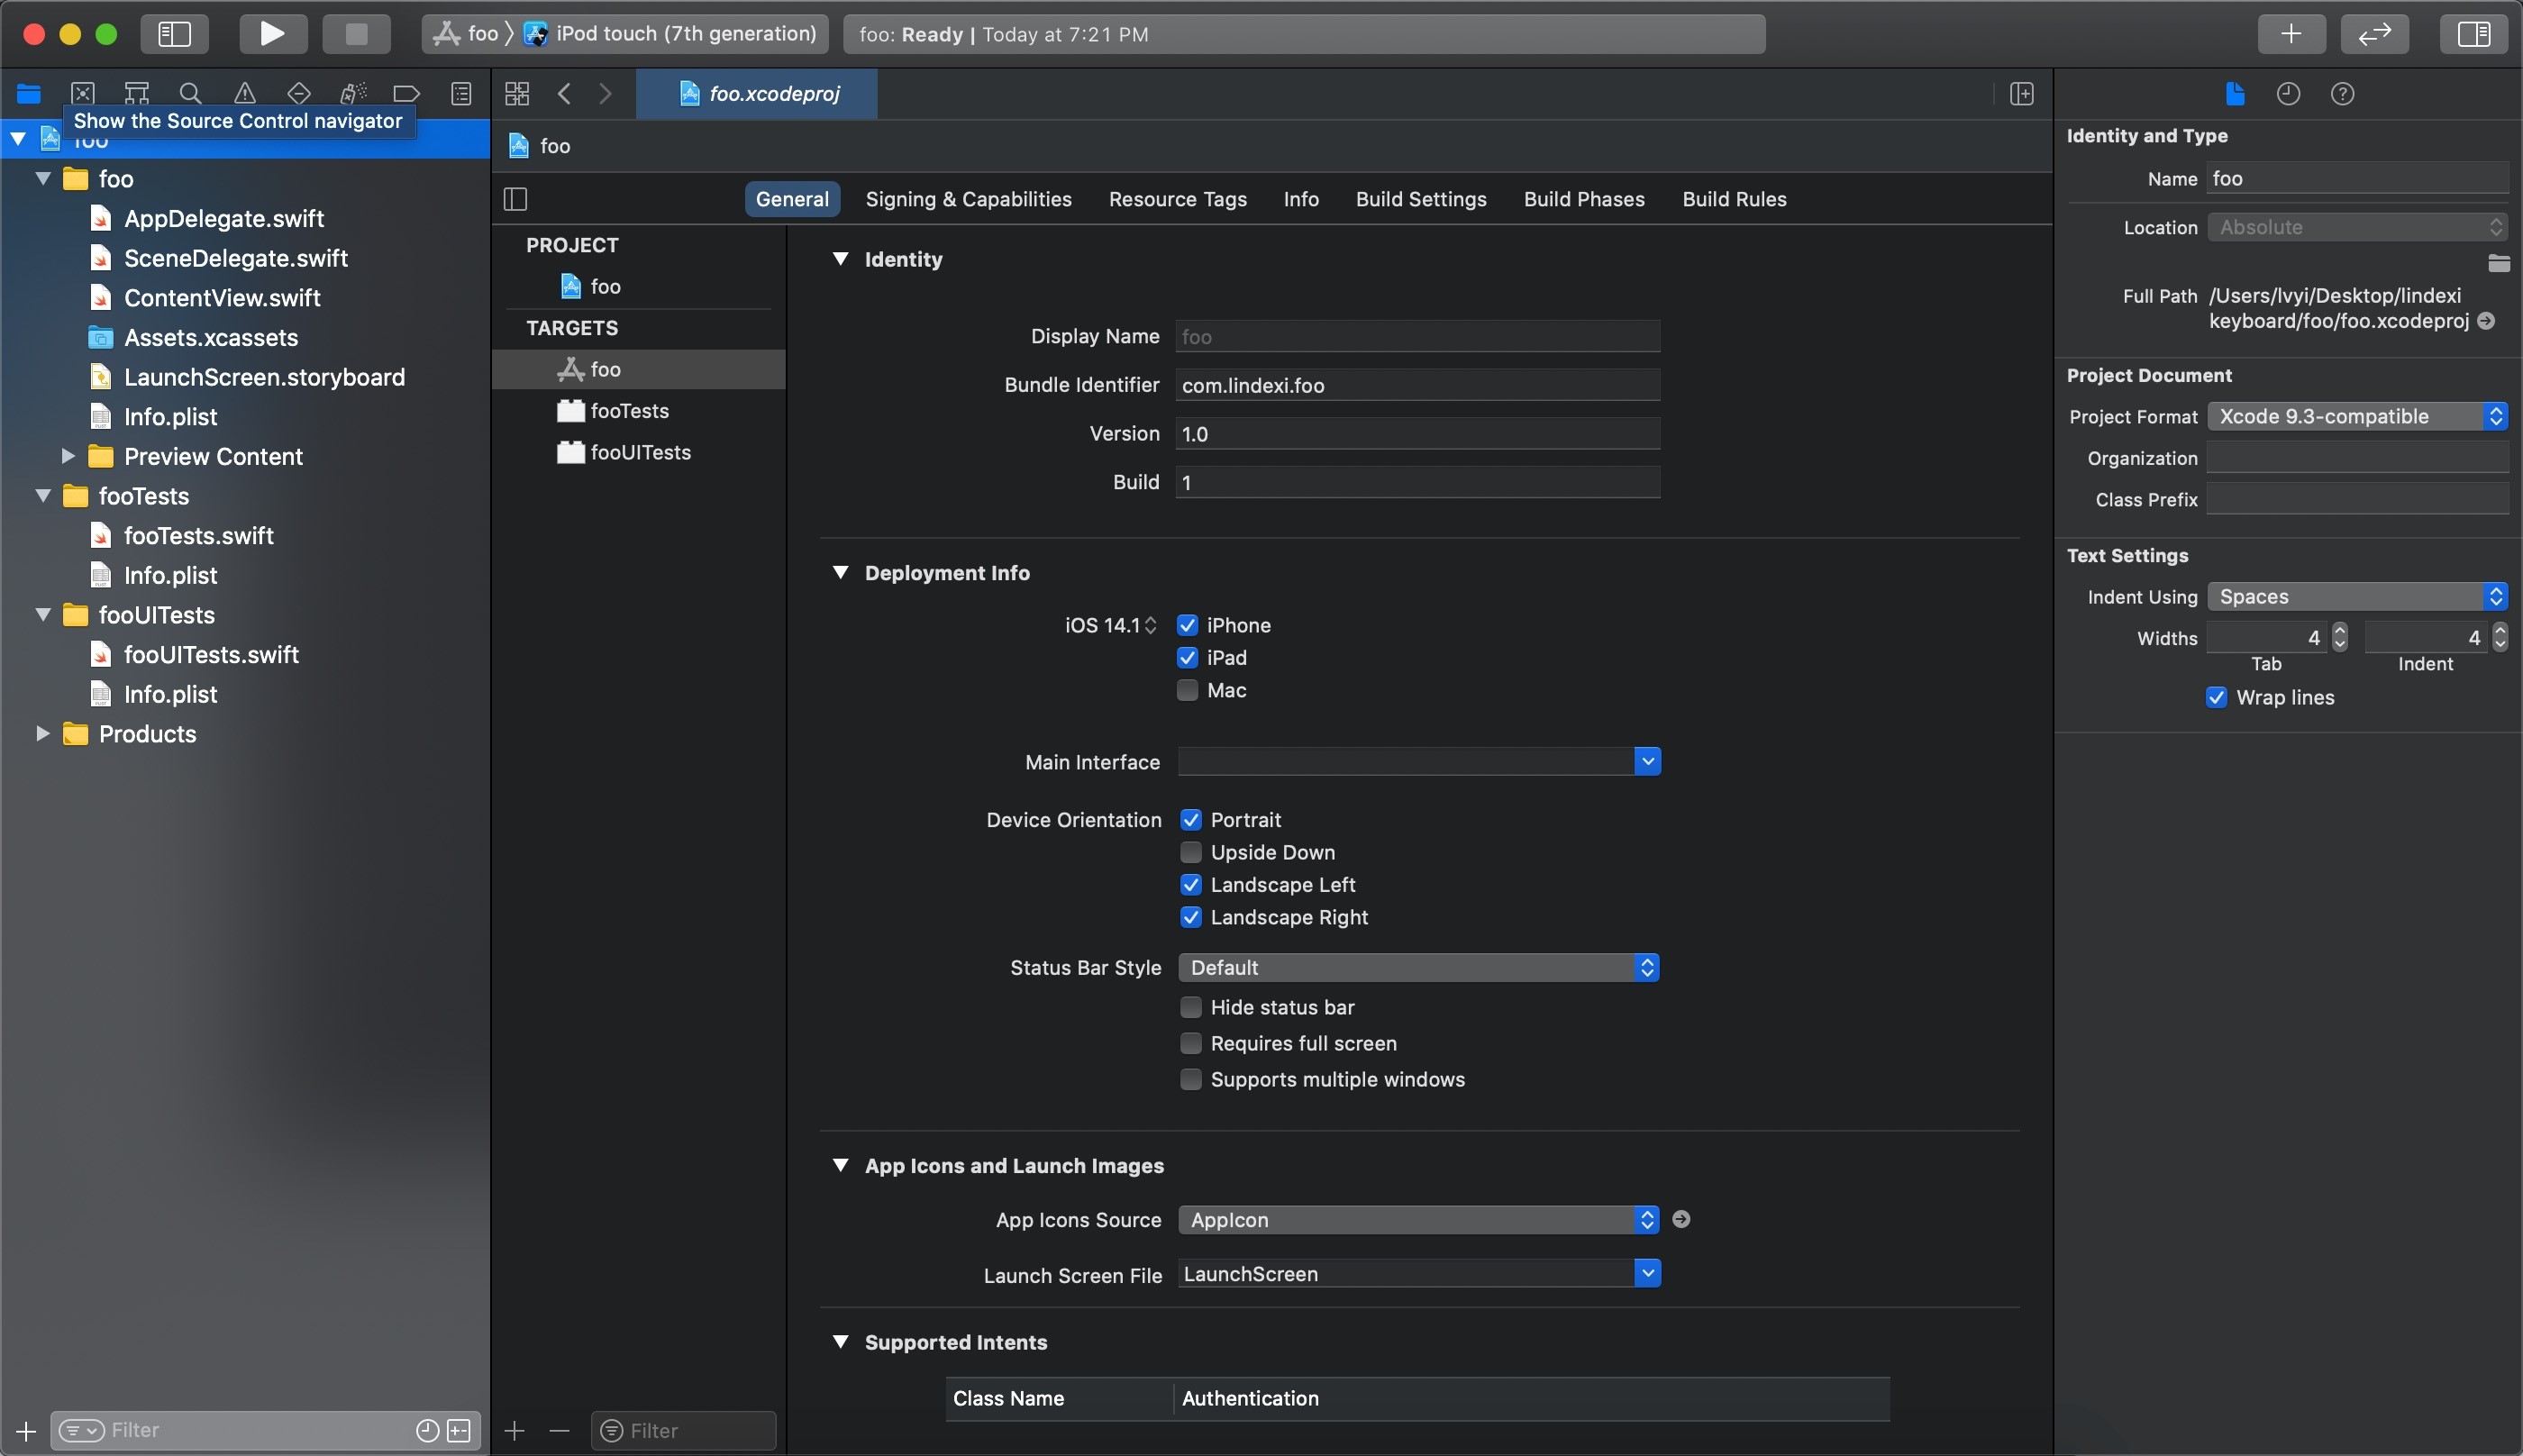 foo 〉 iPod touch (7th generation)
foo: Ready | Today at 7:21 PM
foo.xcodeproj
Show the Source Control navigator
foo
foo
AppDelegate.swift
SceneDelegate.swift
ContentView.swift
Assets.xcassets
LaunchScreen.storyboard
Info.plist
Preview Content
fooTests
fooTests.swift
Info.plist
fooUITests
fooUITests.swift
Info.plist
Products
Filter
foo
General Signing & Capabilities Resource Tags Info Build Settings Build Phases Build Rules
PROJECT
foo
TARGETS
foo
fooTests
fooUITests
Filter
Identity
Display Name foo
Bundle Identifier com.lindexi.foo
Version 1.0
Build 1
Deployment Info
iOS 14.1 iPhone
iPad
Mac
Main Interface
Device Orientation Portrait
Upside Down
Landscape Left
Landscape Right
Status Bar Style Default
Hide status bar
Requires full screen
Supports multiple windows
App Icons and Launch Images
App Icons Source AppIcon
Launch Screen File LaunchScreen
Supported Intents
Class Name Authentication
Identity and Type
Name foo
Location Absolute
Full Path /Users/lvyi/Desktop/lindexi
keyboard/foo/foo.xcodeproj
Project Document
Project Format Xcode 9.3-compatible
Organization
Class Prefix
Text Settings
Indent Using Spaces
Widths 4 4
Tab Indent
Wrap lines